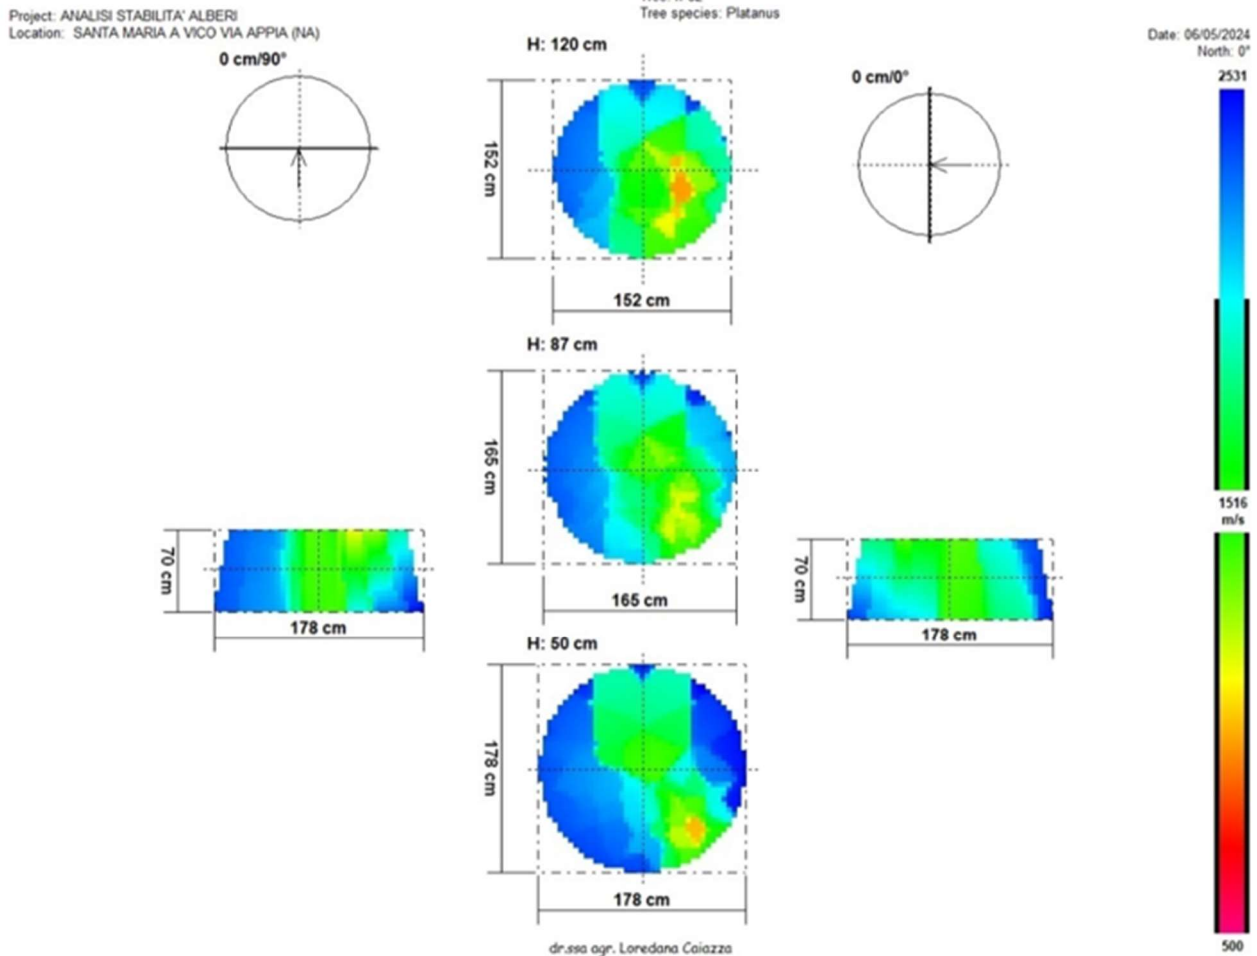 Tree species: Platanus
Project: ANALISI STABILITA' ALBERI
Location: SANTA MARIA A VICO VIA APPIA (NA)
Date: 06/05/2024
North: 0°
H: 120 cm
0 cm/90°
0 cm/0°
2531
152 cm
152 cm
H: 87 cm
165 cm
165 cm
1516
m/s
70 cm
178 cm
70 cm
178 cm
H: 50 cm
178 cm
178 cm
500
dr.ssa agr. Loredana Caiazza